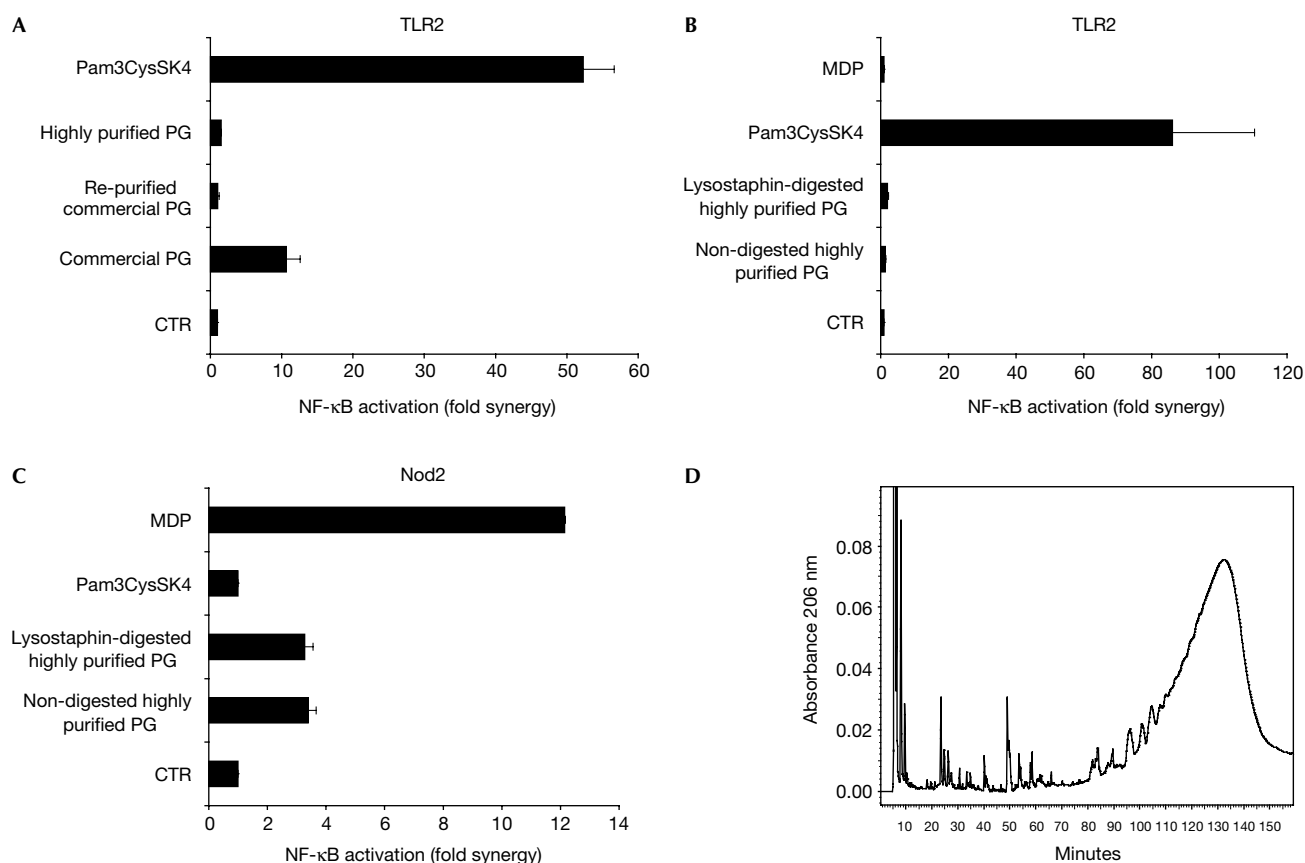 A
TLR2
Pam3CysSK4
Highly purified PG
Re-purified
commercial PG
Commercial PG
CTR
0 10 20 30 40 50 60
NF-κB activation (fold synergy)
B
TLR2
MDP
Pam3CysSK4
Lysostaphin-digested
highly purified PG
Non-digested highly
purified PG
CTR
0 20 40 60 80 100 120
NF-κB activation (fold synergy)
C
Nod2
MDP
Pam3CysSK4
Lysostaphin-digested
highly purified PG
Non-digested highly
purified PG
CTR
0 2 4 6 8 10 12 14
NF-κB activation (fold synergy)
D
Absorbance 206 nm
0.08
0.06
0.04
0.02
0.00
10 20 30 40 50 60 70 80 90 100 110 120 130 140 150
Minutes